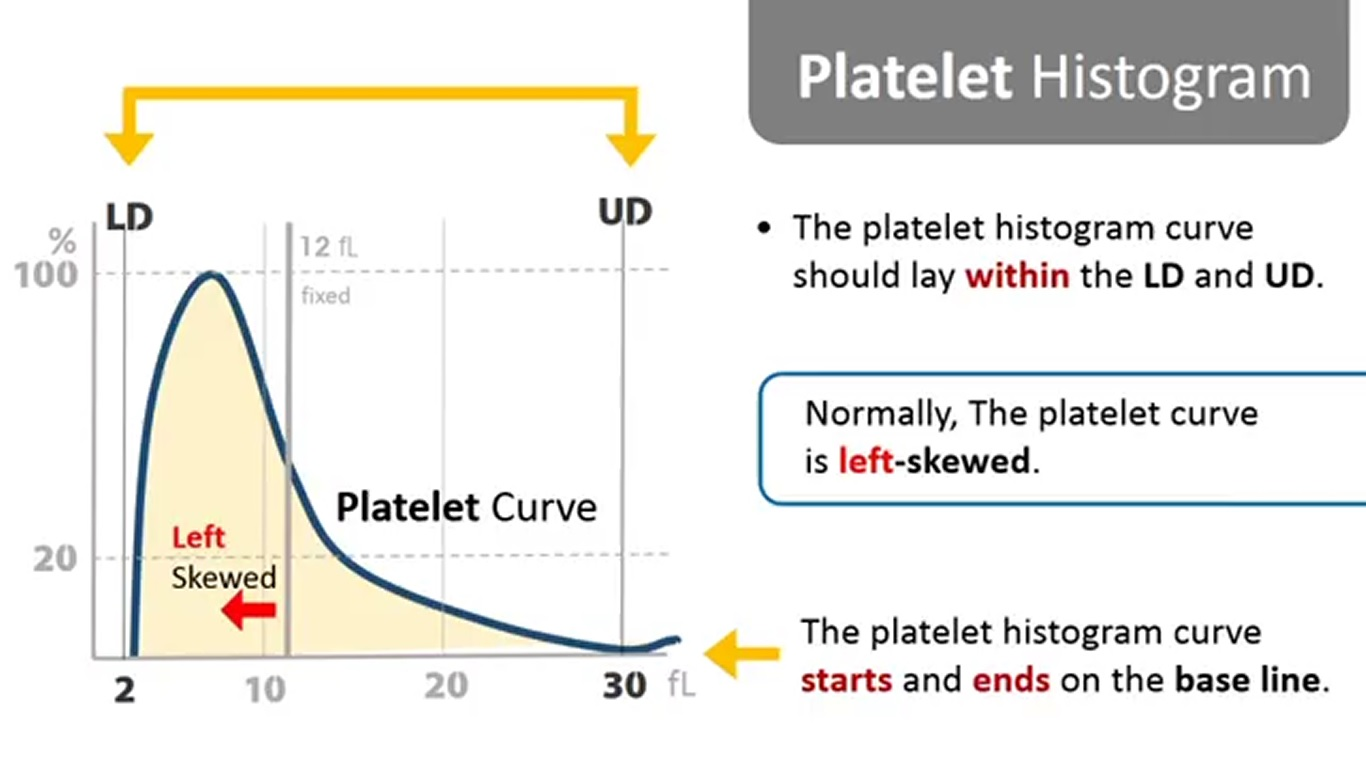 Platelet Histogram
LD
UD
%
100
12 fL
fixed
• The platelet histogram curve
should lay within the LD and UD.
Normally, The platelet curve
is left-skewed.
Platelet Curve
Left
Skewed
20
The platelet histogram curve
starts and ends on the base line.
2 10 20 30 fL